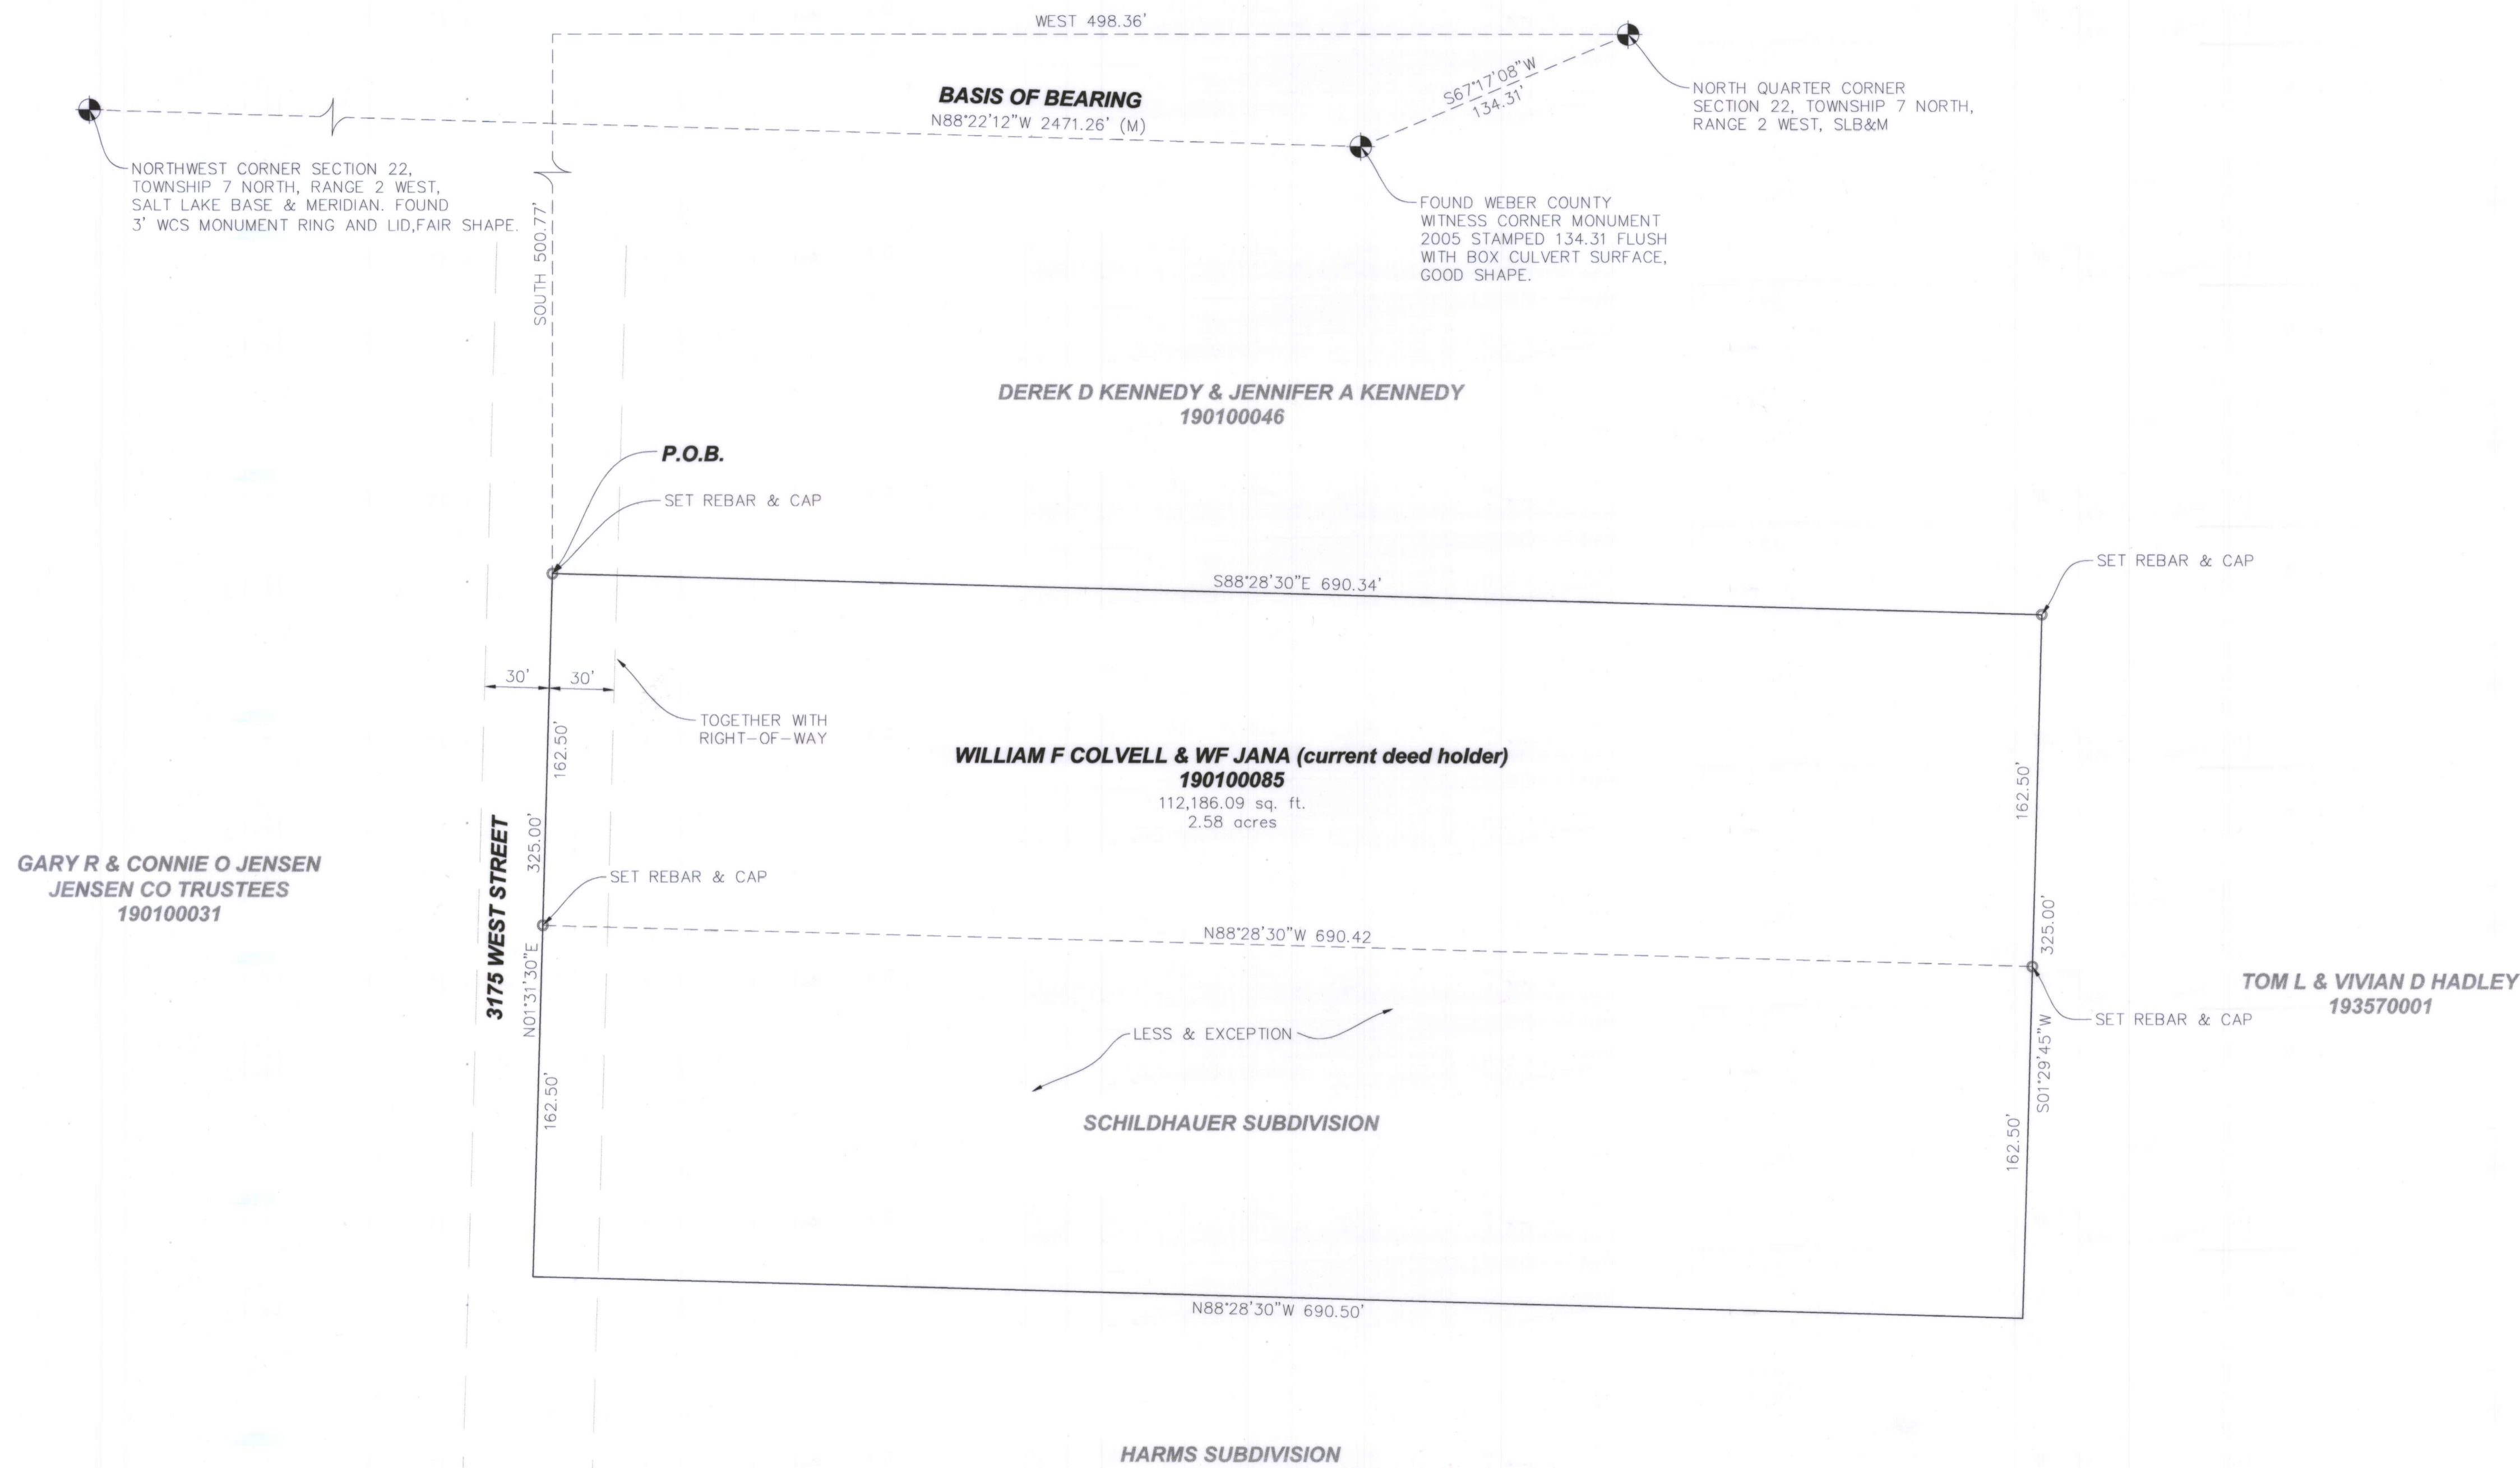 WEST 498.36'
BASIS OF BEARING
N88°22'12"W 2471.26' (M)
S67°17'08"W
134.31'
NORTH QUARTER CORNER
SECTION 22, TOWNSHIP 7 NORTH,
RANGE 2 WEST, SLB&M
NORTHWEST CORNER SECTION 22,
TOWNSHIP 7 NORTH, RANGE 2 WEST,
SALT LAKE BASE & MERIDIAN. FOUND
3' WCS MONUMENT RING AND LID,FAIR SHAPE.
FOUND WEBER COUNTY
WITNESS CORNER MONUMENT
2005 STAMPED 134.31 FLUSH
WITH BOX CULVERT SURFACE,
GOOD SHAPE.
SOUTH 500.77'
DEREK D KENNEDY & JENNIFER A KENNEDY
190100046
P.O.B.
SET REBAR & CAP
SET REBAR & CAP
S88°28'30"E 690.34'
30'
30'
TOGETHER WITH
RIGHT-OF-WAY
162.50'
WILLIAM F COLVELL & WF JANA (current deed holder)
190100085
112,186.09 sq. ft.
2.58 acres
162.50'
325.00'
3175 WEST STREET
GARY R & CONNIE O JENSEN
JENSEN CO TRUSTEES
190100031
SET REBAR & CAP
N88°28'30"W 690.42
325.00'
N01°31'30"E
TOM L & VIVIAN D HADLEY
193570001
SET REBAR & CAP
LESS & EXCEPTION
S01°29'45"W
162.50'
SCHILDHAUER SUBDIVISION
162.50'
N88°28'30"W 690.50'
HARMS SUBDIVISION